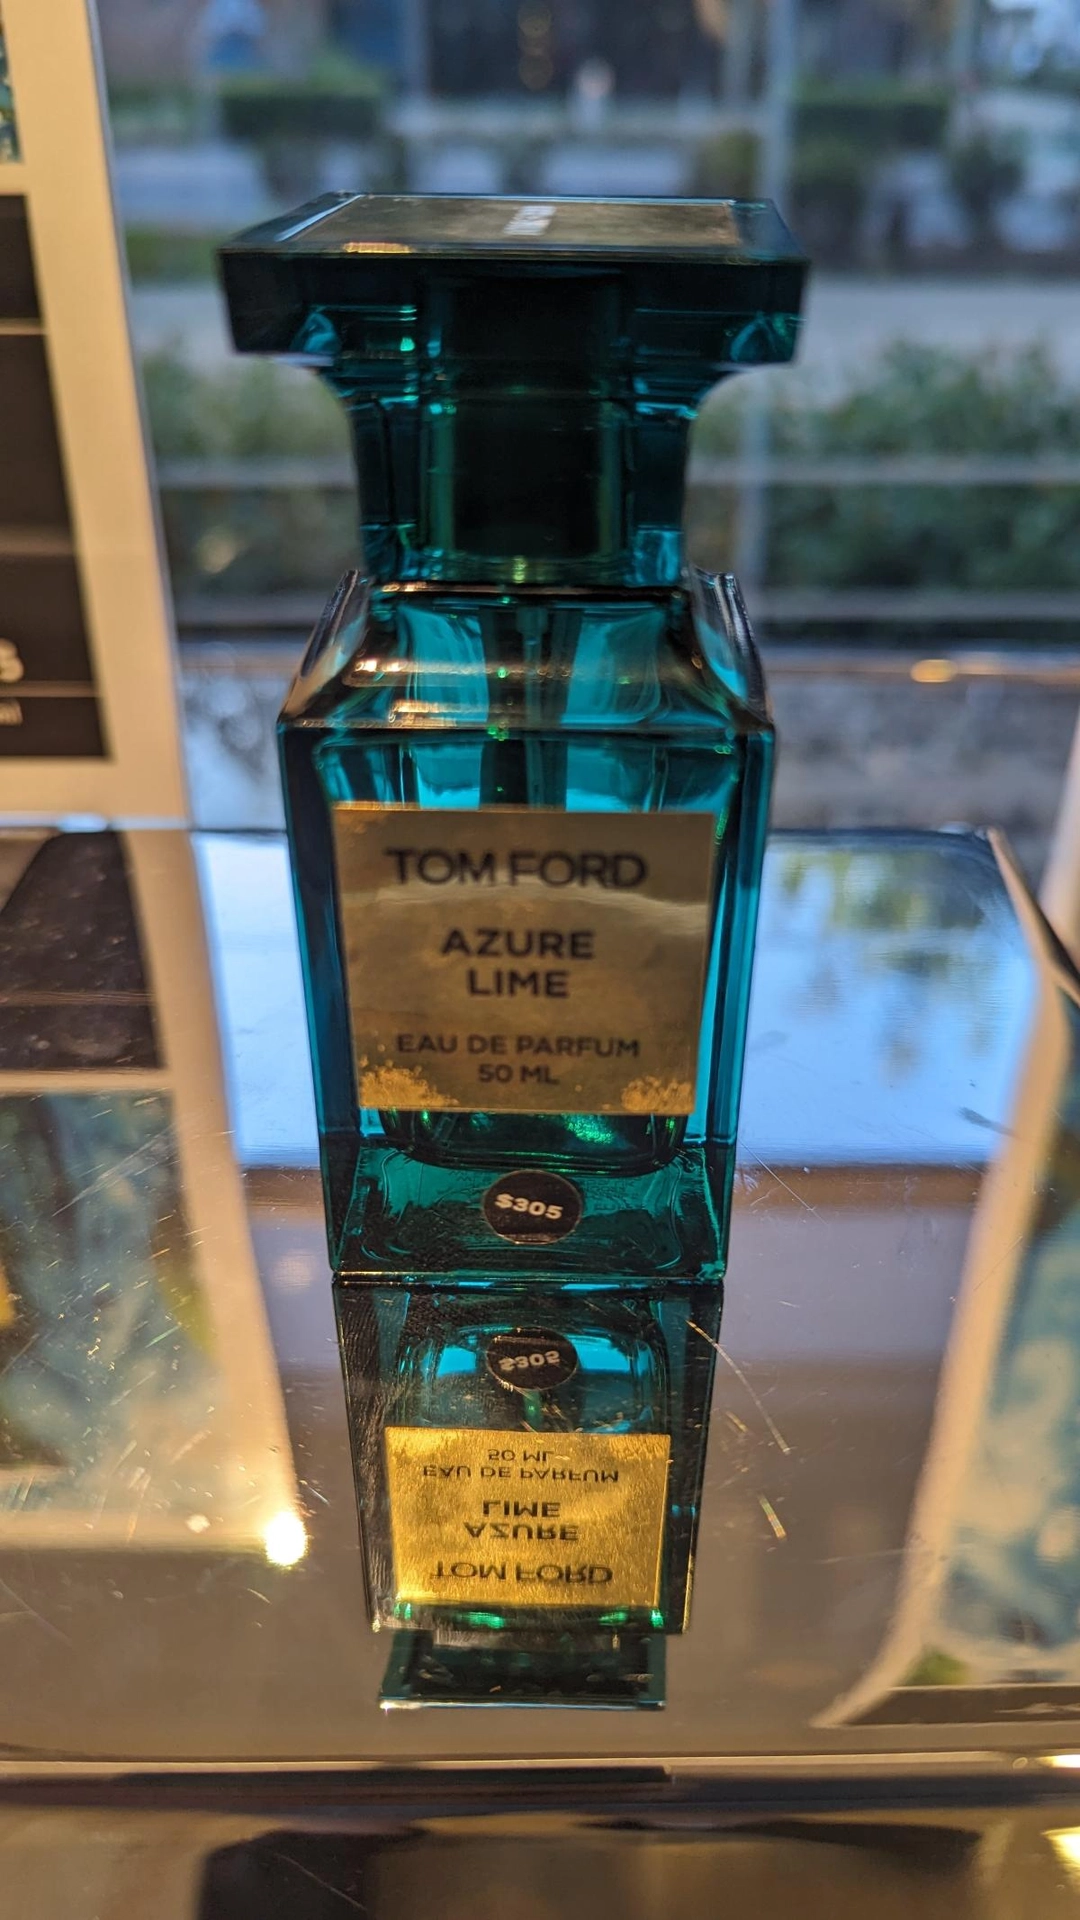 TOM FORD
AZURE
LIME
EAU DE PARFUM
50 ML
$305